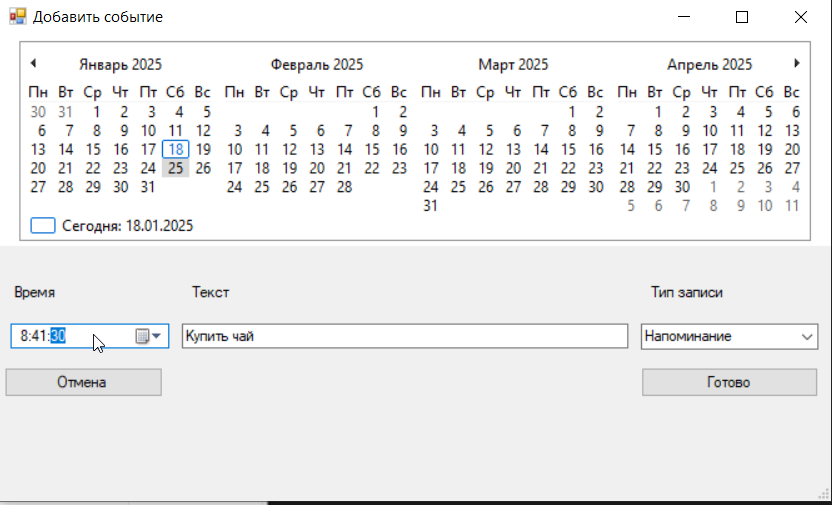 Добавить событие
Январь 2025 Февраль 2025 Март 2025 Апрель 2025
Пн Вт Ср Чт Пт Сб Вс Пн Вт Ср Чт Пт Сб Вс Пн Вт Ср Чт Пт Сб Вс Пн Вт Ср Чт Пт Сб Вс
30 31 1 2 3 4 5 1 2 1 2 1 2 3 4 5 6
6 7 8 9 10 11 12 3 4 5 6 7 8 9 3 4 5 6 7 8 9 7 8 9 10 11 12 13
13 14 15 16 17 18 19 10 11 12 13 14 15 16 10 11 12 13 14 15 16 14 15 16 17 18 19 20
20 21 22 23 24 25 26 17 18 19 20 21 22 23 17 18 19 20 21 22 23 21 22 23 24 25 26 27
27 28 29 30 31 24 25 26 27 28 24 25 26 27 28 29 30 28 29 30 1 2 3 4
31 5 6 7 8 9 10 11
Сегодня: 18.01.2025
Время Текст Тип записи
8:41:30 Купить чай Напоминание
Отмена Готово